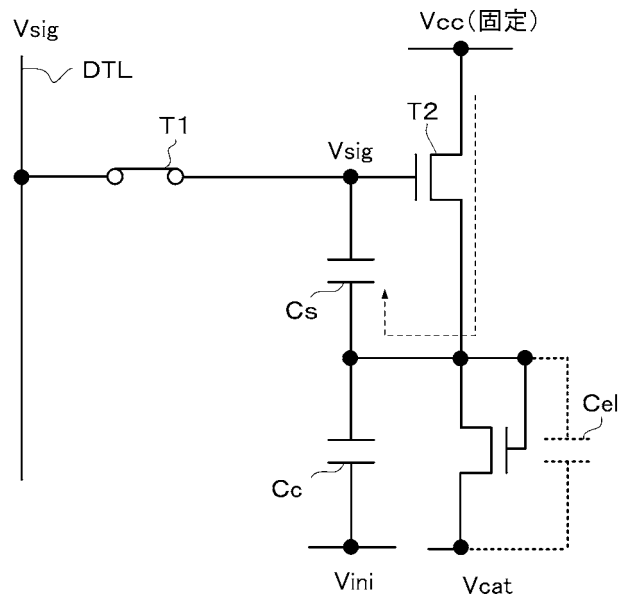 Vsig
Vcc(固定)
DTL
T1
T2
Vsig
Cs
Cel
Cc
Vini
Vcat